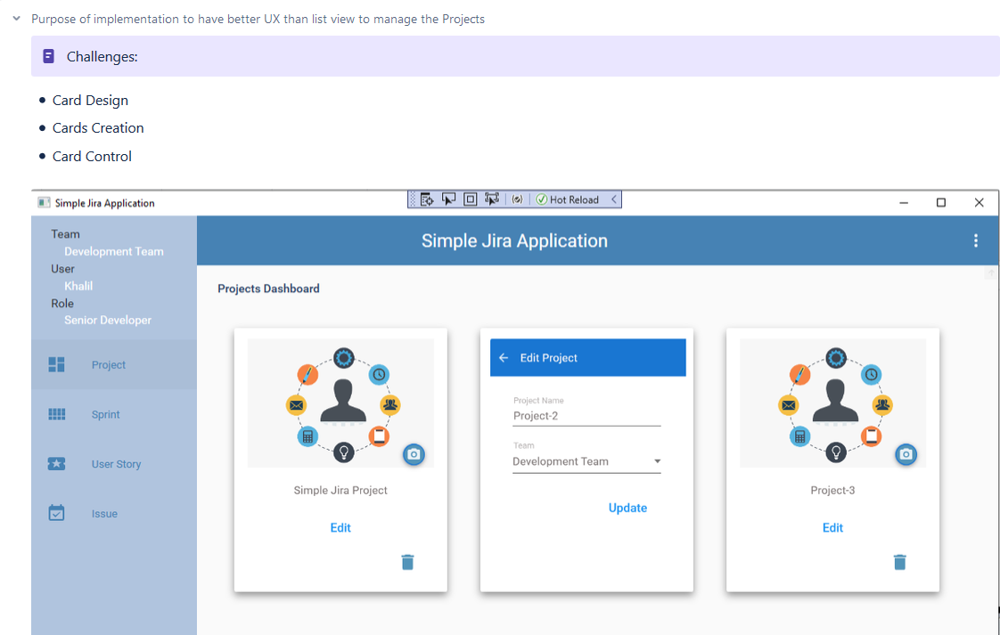 Purpose of implementation to have better UX than list view to manage the Projects
Challenges:
Card Design
Cards Creation
Card Control
Simple Jira Application
Hot Reload
Team
Development Team
User
Khalil
Role
Senior Developer
Simple Jira Application
Projects Dashboard
Project
Sprint
User Story
Issue
Simple Jira Project
Edit
Edit Project
Project Name
Project-2
Team
Development Team
Update
Project-3
Edit